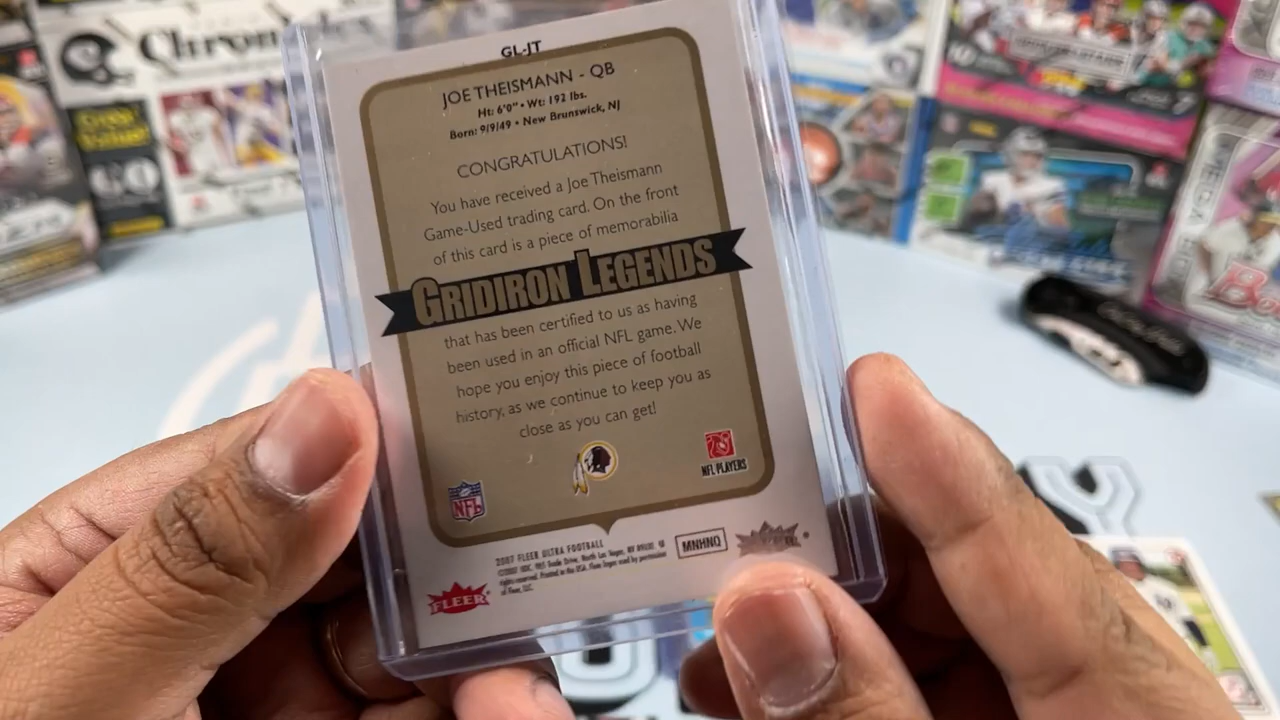 GL-JT
JOE THEISMANN - QB
Ht: 6'0" • Wt: 192 lbs.
Born: 9/9/49 • New Brunswick, NJ
CONGRATULATIONS!
You have received a Joe Theismann
Game-Used trading card. On the front
of this card is a piece of memorabilia
GRIDIRON LEGENDS
that has been certified to us as having
been used in an official NFL game. We
hope you enjoy this piece of football
history, as we continue to keep you as
close as you can get!
NFL
NFL PLAYERS
2007 FLEER ULTRA FOOTBALL
MNHNQ
FLEER
Chron